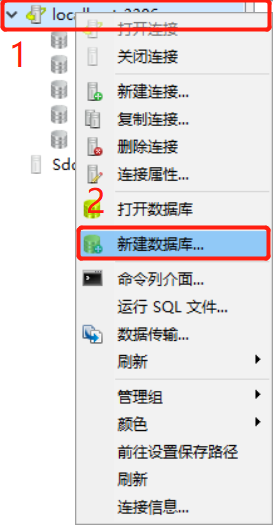 1
打开连接
关闭连接
新建连接...
复制连接...
删除连接
连接属性...
2
打开数据库
新建数据库...
命令列介面...
运行 SQL 文件...
数据传输...
刷新
管理组
颜色
前往设置保存路径
刷新
连接信息...